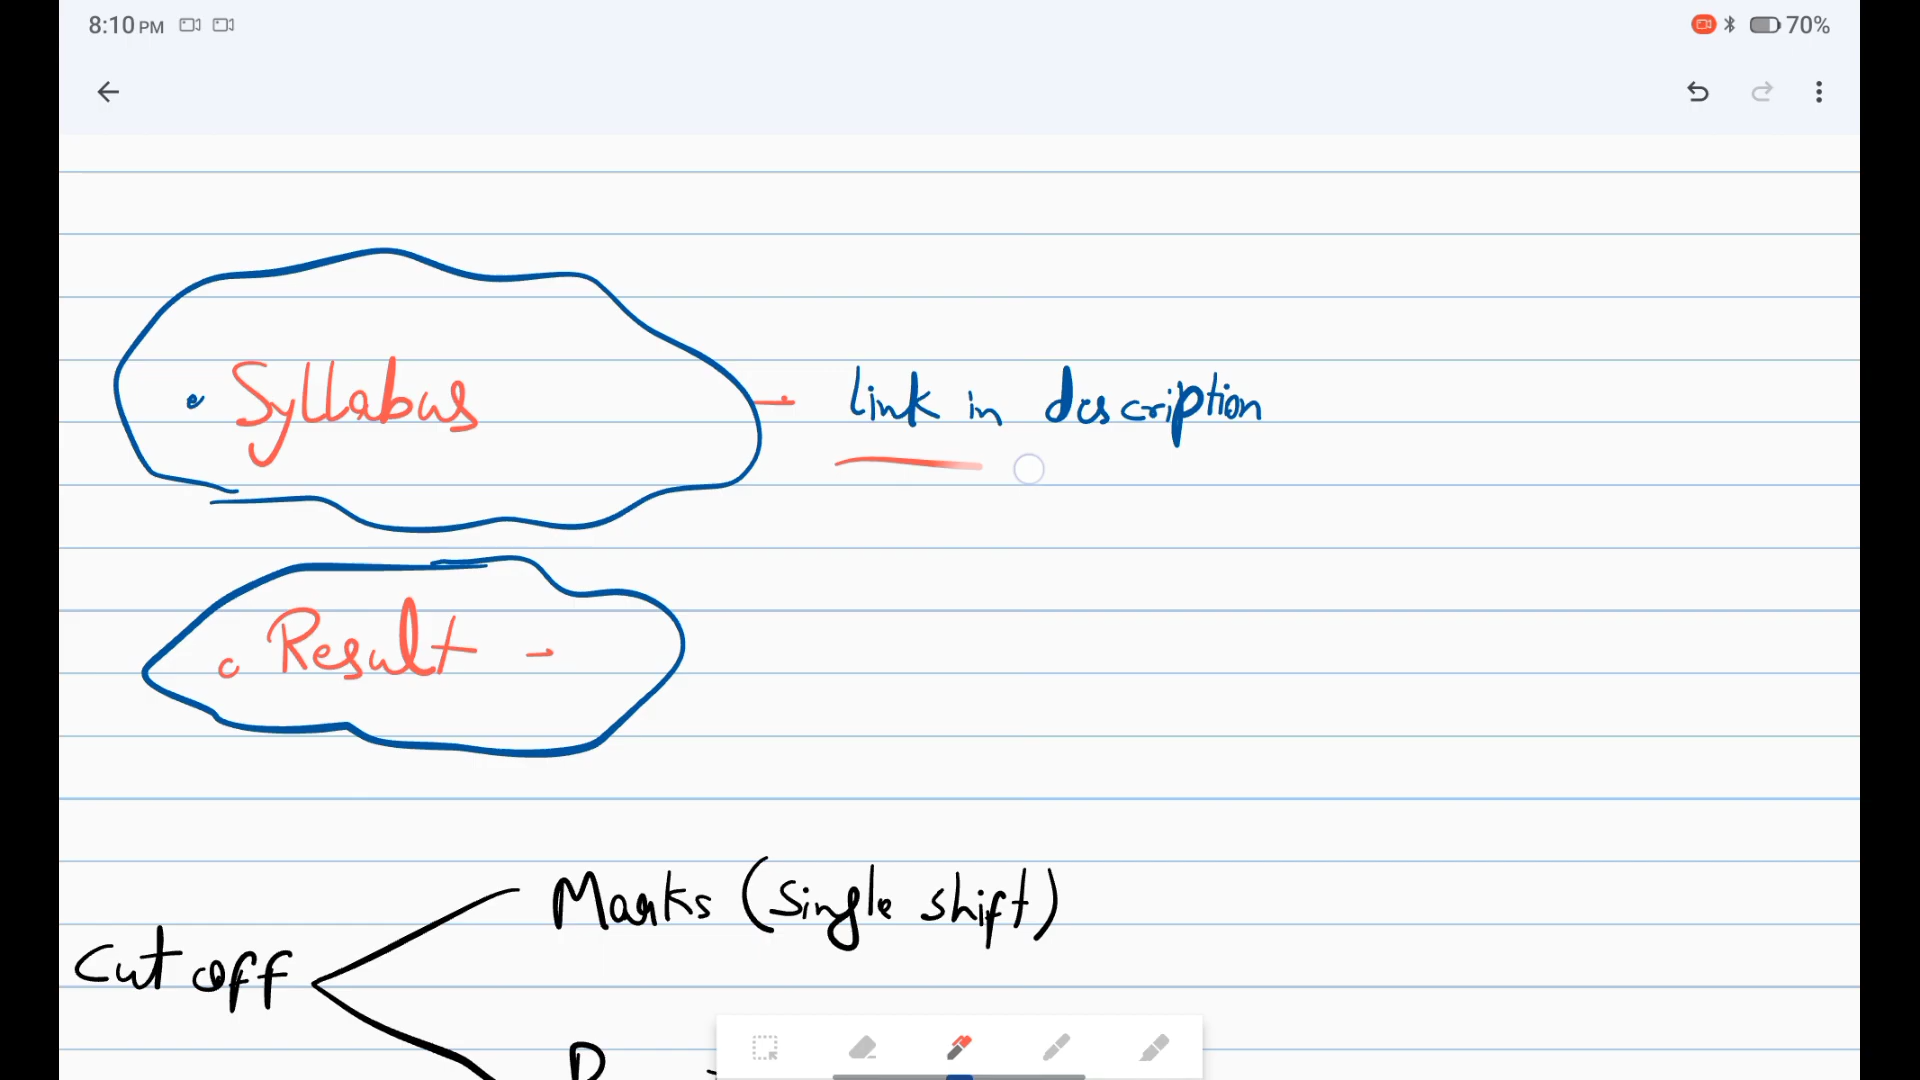 8:10 PM 70%
• Syllabus → link in description
o Result →
Cut off
Marks (Single shift)